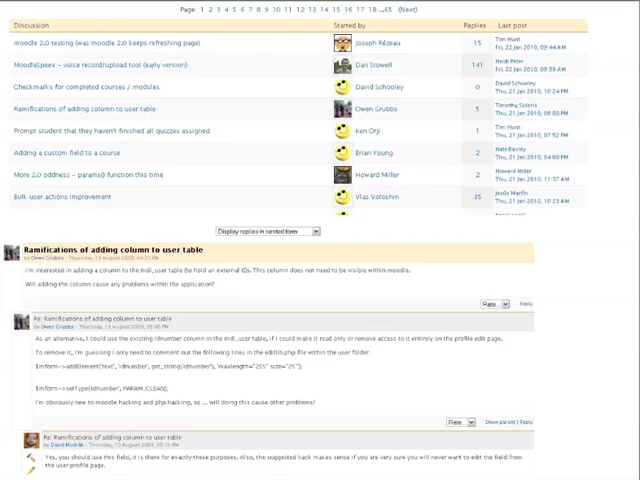 Page: 1 2 3 4 5 6 7 8 9 10 11 12 13 14 15 16 17 18 ...65 (Next)
Discussion Started by Replies Last post
moodle 2.0 testing (was moodle 2.0 keeps refreshing page) Joseph Rézeau 15 Tim Hunt
Fri, 22 Jan 2010, 09:44 AM
MoodleSpeex – voice record/upload tool (early version) Dan Stowell 141 Heidi Peter
Fri, 22 Jan 2010, 09:39 AM
Checkmarks for completed courses / modules David Schooley 0 David Schooley
Thu, 21 Jan 2010, 10:24 PM
Ramifications of adding column to user table Owen Grubbs 5 Timothy Sideris
Thu, 21 Jan 2010, 08:00 PM
Prompt student that they haven't finished all quizzes assigned Ken Orji 1 Tim Hunt
Thu, 21 Jan 2010, 07:52 PM
Adding a custom field to a course Brian Young 2 Nate Baxley
Thu, 21 Jan 2010, 04:00 PM
More 2.0 oddness – params() function this time Howard Miller 2 Howard Miller
Thu, 21 Jan 2010, 11:57 AM
Bulk user actions improvement Vlas Voloshin 35 Jesús Martín
Thu, 21 Jan 2010, 10:23 AM
Display replies in nested form
Ramifications of adding column to user table
by Owen Grubbs - Thursday, 13 August 2009, 04:23 PM
I'm interested in adding a column to the mdl_user table (to hold an external ID). This column does not need to be visible within moodle.
Will adding the column cause any problems within the application?
Rate... Reply
Re: Ramifications of adding column to user table
by Owen Grubbs - Thursday, 13 August 2009, 05:00 PM
As an alternative, I could use the existing idnumber column in the mdl_user table, if I could make it read only or remove access to it entirely on the profile edit page.
To remove it, I'm guessing I only need to comment out the following lines in the editlib.php file within the user folder:
$mform->addElement('text', 'idnumber', get_string('idnumber'), 'maxlength="255" size="25"');
$mform->setType('idnumber', PARAM_CLEAN);
I'm obviously new to moodle hacking and php hacking, so ... will doing this cause other problems?
Rate... Show parent | Reply
Re: Ramifications of adding column to user table
by David Mudrák - Thursday, 13 August 2009, 05:15 PM
Yes, you should use this field, it is there for exactly these purposes. Also, the suggested hack makes sense if you are very sure you will never want to edit the field from
the user profile page.